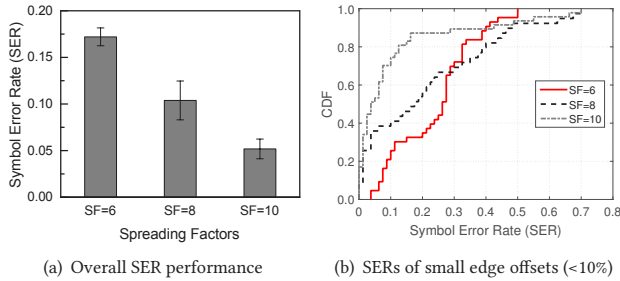 0.20
0.15
0.10
0.05
0.00
Symbol Error Rate (SER)
SF=6 SF=8 SF=10
Spreading Factors
(a) Overall SER performance
1.0
0.8
0.6
0.4
0.2
0.0
CDF
SF=6
SF=8
SF=10
0 0.1 0.2 0.3 0.4 0.5 0.6 0.7 0.8
Symbol Error Rate (SER)
(b) SERs of small edge offsets (<10%)